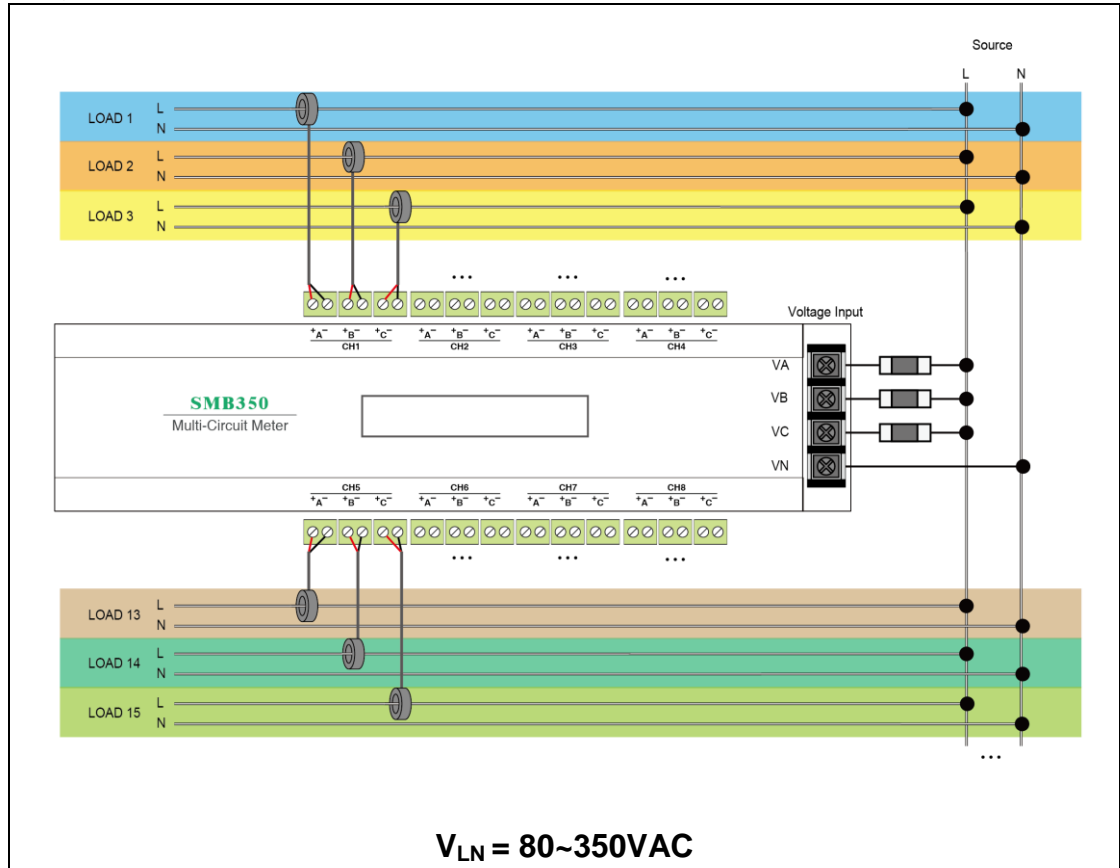 Source
L N
LOAD 1 L
N
LOAD 2 L
N
LOAD 3 L
N
... ... ...
Voltage Input
+A− +B− +C− +A− +B− +C− +A− +B− +C− +A− +B− +C−
CH1 CH2 CH3 CH4
VA
SMB350
VB
Multi-Circuit Meter
VC
VN
CH5 CH6 CH7 CH8
+A− +B− +C− +A− +B− +C− +A− +B− +C− +A− +B− +C−
... ... ...
LOAD 13 L
N
LOAD 14 L
N
LOAD 15 L
N
...
VLN = 80~350VAC